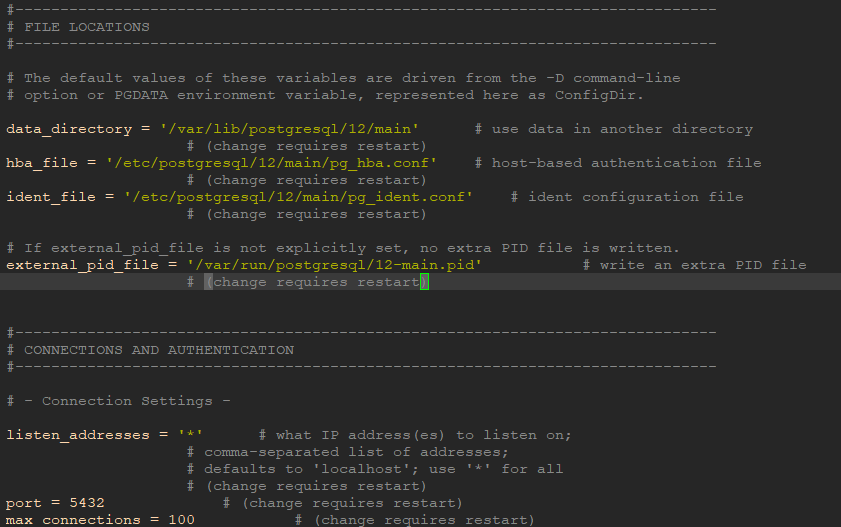 #------------------------------------------------------------------------------
# FILE LOCATIONS
#------------------------------------------------------------------------------
# The default values of these variables are driven from the -D command-line
# option or PGDATA environment variable, represented here as ConfigDir.
data_directory = '/var/lib/postgresql/12/main' # use data in another directory
# (change requires restart)
hba_file = '/etc/postgresql/12/main/pg_hba.conf' # host-based authentication file
# (change requires restart)
ident_file = '/etc/postgresql/12/main/pg_ident.conf' # ident configuration file
# (change requires restart)
# If external_pid_file is not explicitly set, no extra PID file is written.
external_pid_file = '/var/run/postgresql/12-main.pid' # write an extra PID file
# (change requires restart)
#------------------------------------------------------------------------------
# CONNECTIONS AND AUTHENTICATION
#------------------------------------------------------------------------------
# - Connection Settings -
listen_addresses = '*' # what IP address(es) to listen on;
# comma-separated list of addresses;
# defaults to 'localhost'; use '*' for all
# (change requires restart)
port = 5432 # (change requires restart)
max_connections = 100 # (change requires restart)